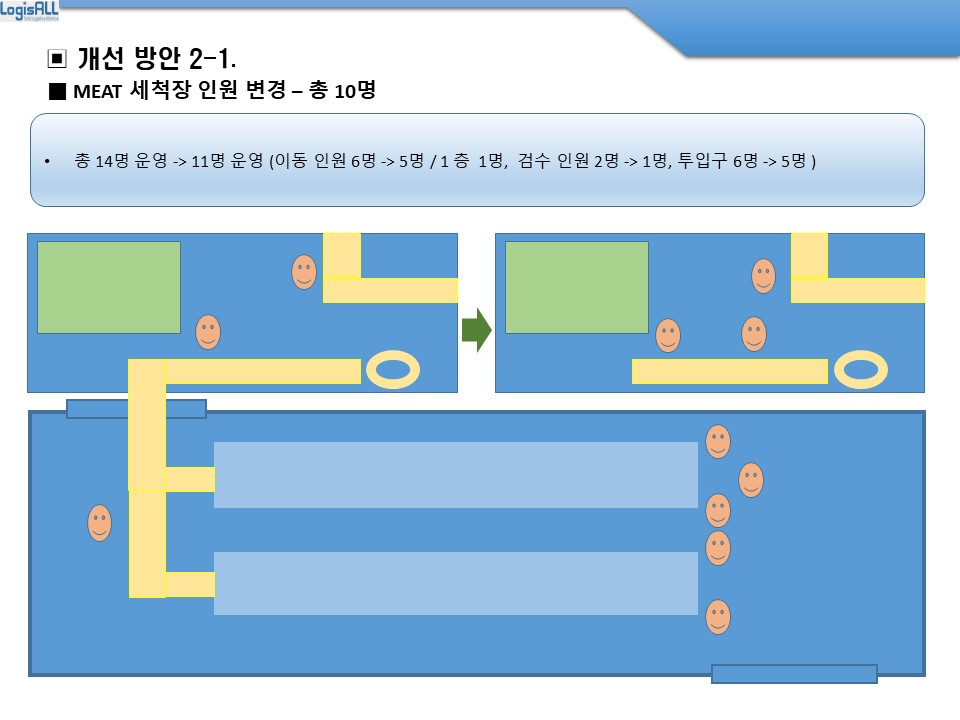 LogisALL
▣ 개선 방안 2-1.
■ MEAT 세척장 인원 변경 – 총 10명
• 총 14명 운영 -> 11명 운영 (이동 인원 6명 -> 5명 / 1 층 1명, 검수 인원 2명 -> 1명, 투입구 6명 -> 5명 )